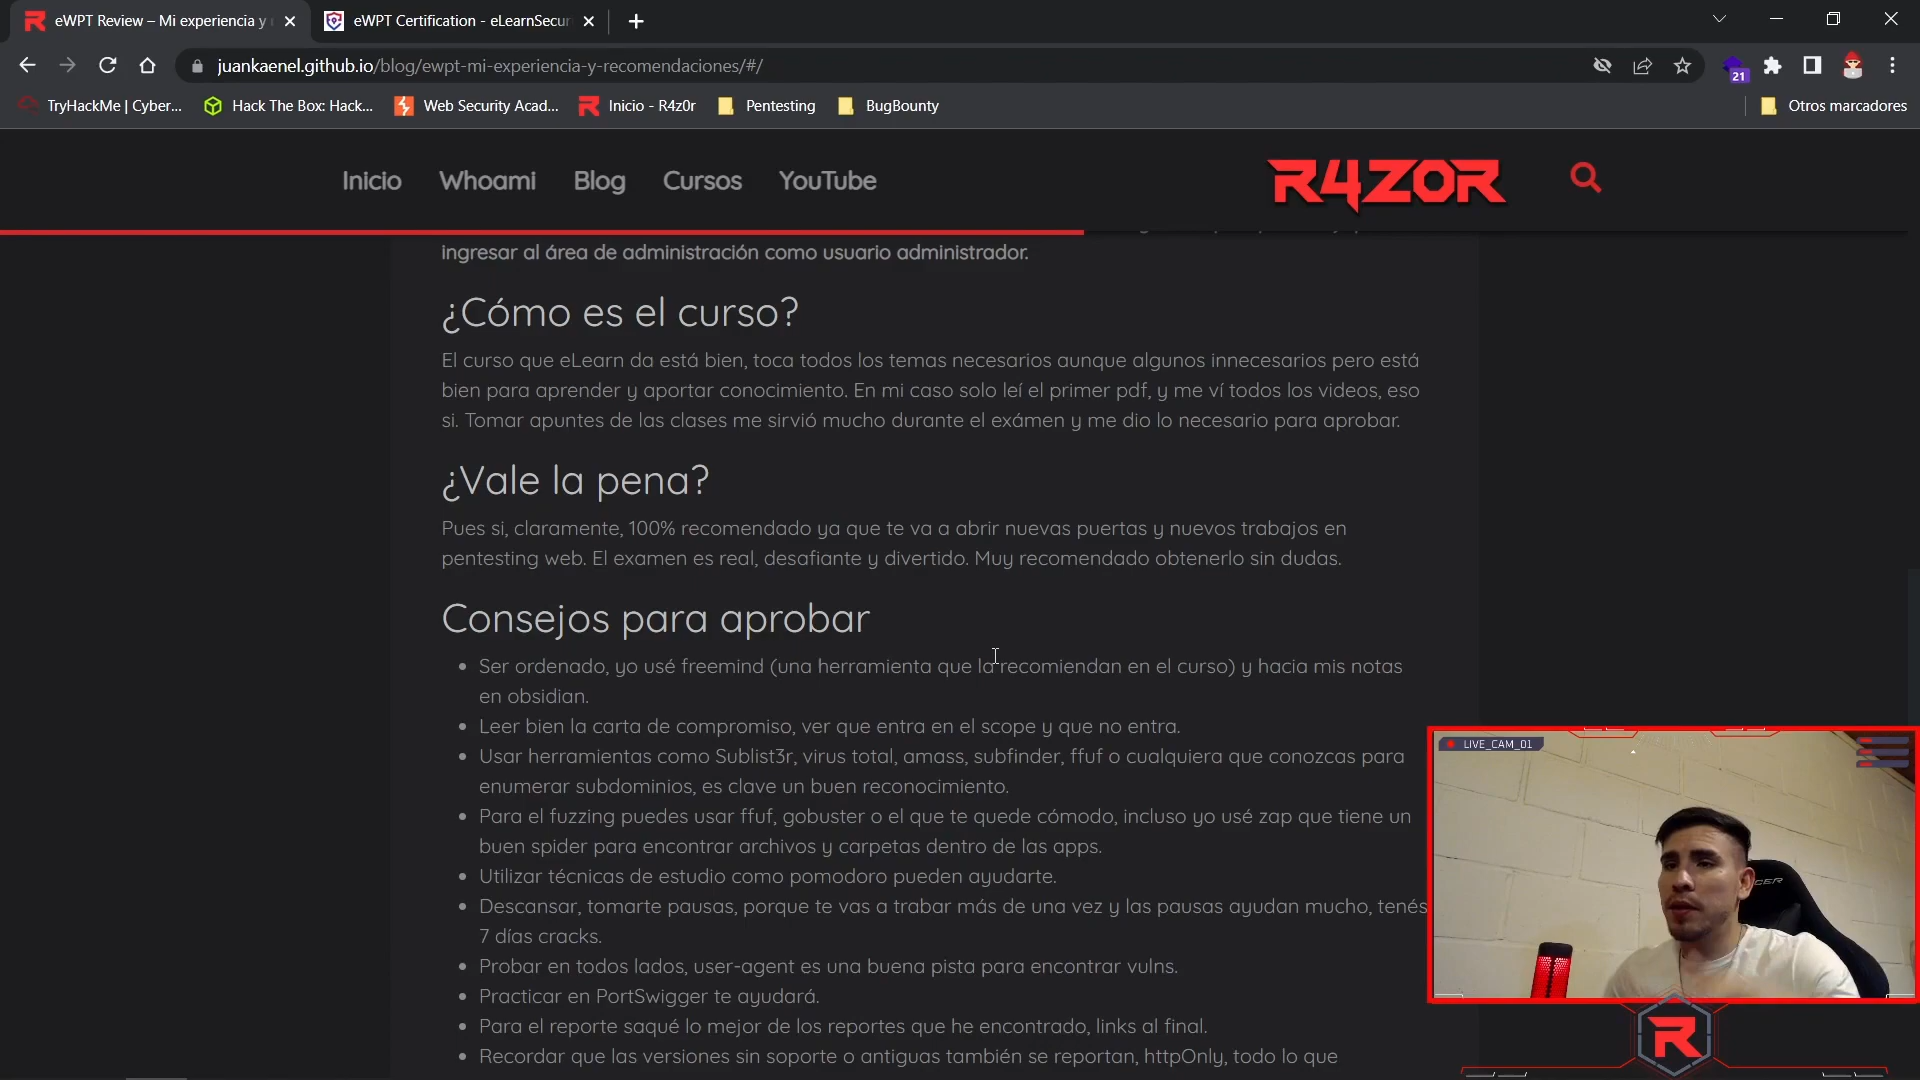 eWPT Review – Mi experiencia y
eWPT Certification - eLearnSecur
juankaenel.github.io/blog/ewpt-mi-experiencia-y-recomendaciones/#/
21
TryHackMe | Cyber...
Hack The Box: Hack...
Web Security Acad...
Inicio - R4z0r
Pentesting
BugBounty
Otros marcadores
Inicio
Whoami
Blog
Cursos
YouTube
R4ZOR
ingresar al área de administración como usuario administrador.
¿Cómo es el curso?
El curso que eLearn da está bien, toca todos los temas necesarios aunque algunos innecesarios pero está
bien para aprender y aportar conocimiento. En mi caso solo leí el primer pdf, y me ví todos los videos, eso
si. Tomar apuntes de las clases me sirvió mucho durante el exámen y me dio lo necesario para aprobar.
¿Vale la pena?
Pues si, claramente, 100% recomendado ya que te va a abrir nuevas puertas y nuevos trabajos en
pentesting web. El examen es real, desafiante y divertido. Muy recomendado obtenerlo sin dudas.
Consejos para aprobar
Ser ordenado, yo usé freemind (una herramienta que la recomiendan en el curso) y hacia mis notas
en obsidian.
Leer bien la carta de compromiso, ver que entra en el scope y que no entra.
Usar herramientas como Sublist3r, virus total, amass, subfinder, ffuf o cualquiera que conozcas para
enumerar subdominios, es clave un buen reconocimiento.
Para el fuzzing puedes usar ffuf, gobuster o el que te quede cómodo, incluso yo usé zap que tiene un
buen spider para encontrar archivos y carpetas dentro de las apps.
Utilizar técnicas de estudio como pomodoro pueden ayudarte.
Descansar, tomarte pausas, porque te vas a trabar más de una vez y las pausas ayudan mucho, tenés
7 días cracks.
Probar en todos lados, user-agent es una buena pista para encontrar vulns.
Practicar en PortSwigger te ayudará.
Para el reporte saqué lo mejor de los reportes que he encontrado, links al final.
Recordar que las versiones sin soporte o antiguas también se reportan, httpOnly, todo lo que
LIVE_CAM_01
R